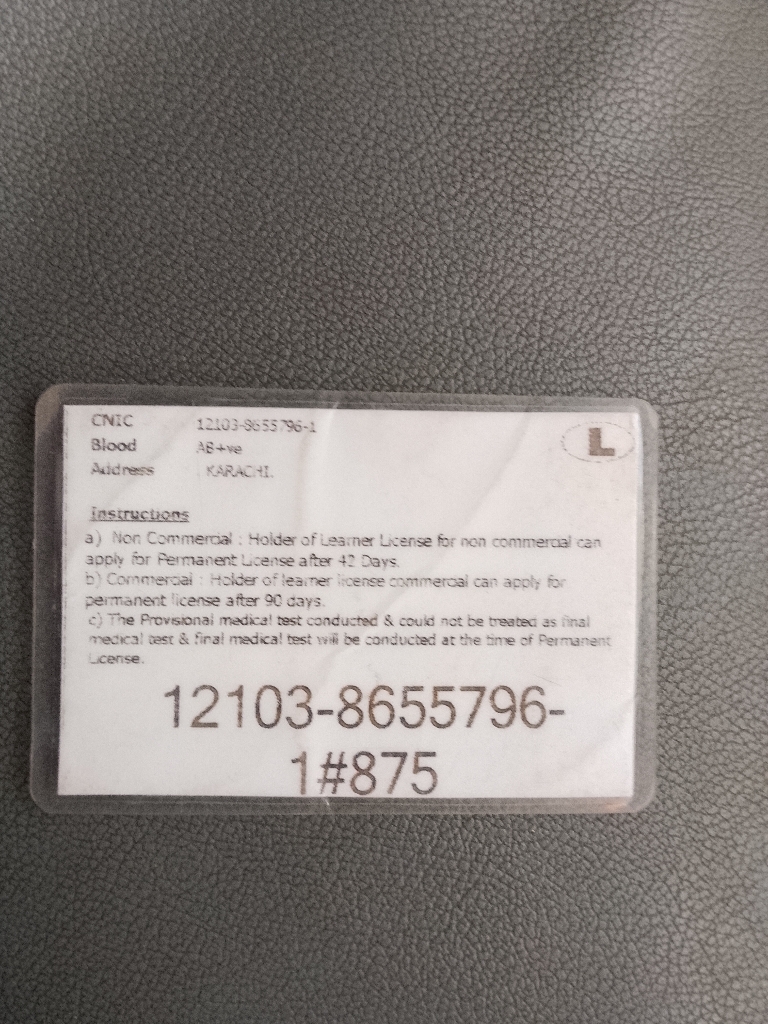 CNIC 12103-8655796-1
L
Blood AB+ve
Address . KARACHI.
Instructions
a) Non Commercial : Holder of Learner License for non commercial can
apply for Permanent License after 42 Days.
b) Commercial : Holder of learner license commercial can apply for
permanent license after 90 days.
c) The Provisional medical test conducted & could not be treated as final
medical test & final medical test will be conducted at the time of Permanent
License.
12103-8655796-
1#875